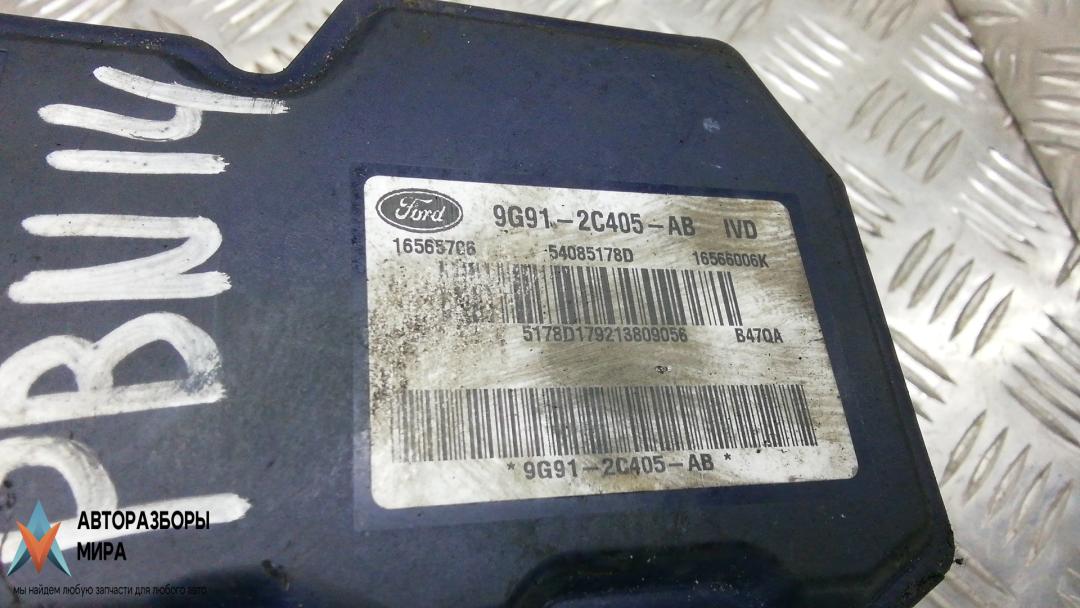 PBN114
Ford
9G91-2C405-AB IVD
16565706 54085178D 16566006K
5178D179213809056 B47QA
*9G91-2C405-AB*
АВТОРАЗБОРЫ
МИРА
мы найдем любую запчасти для любого авто